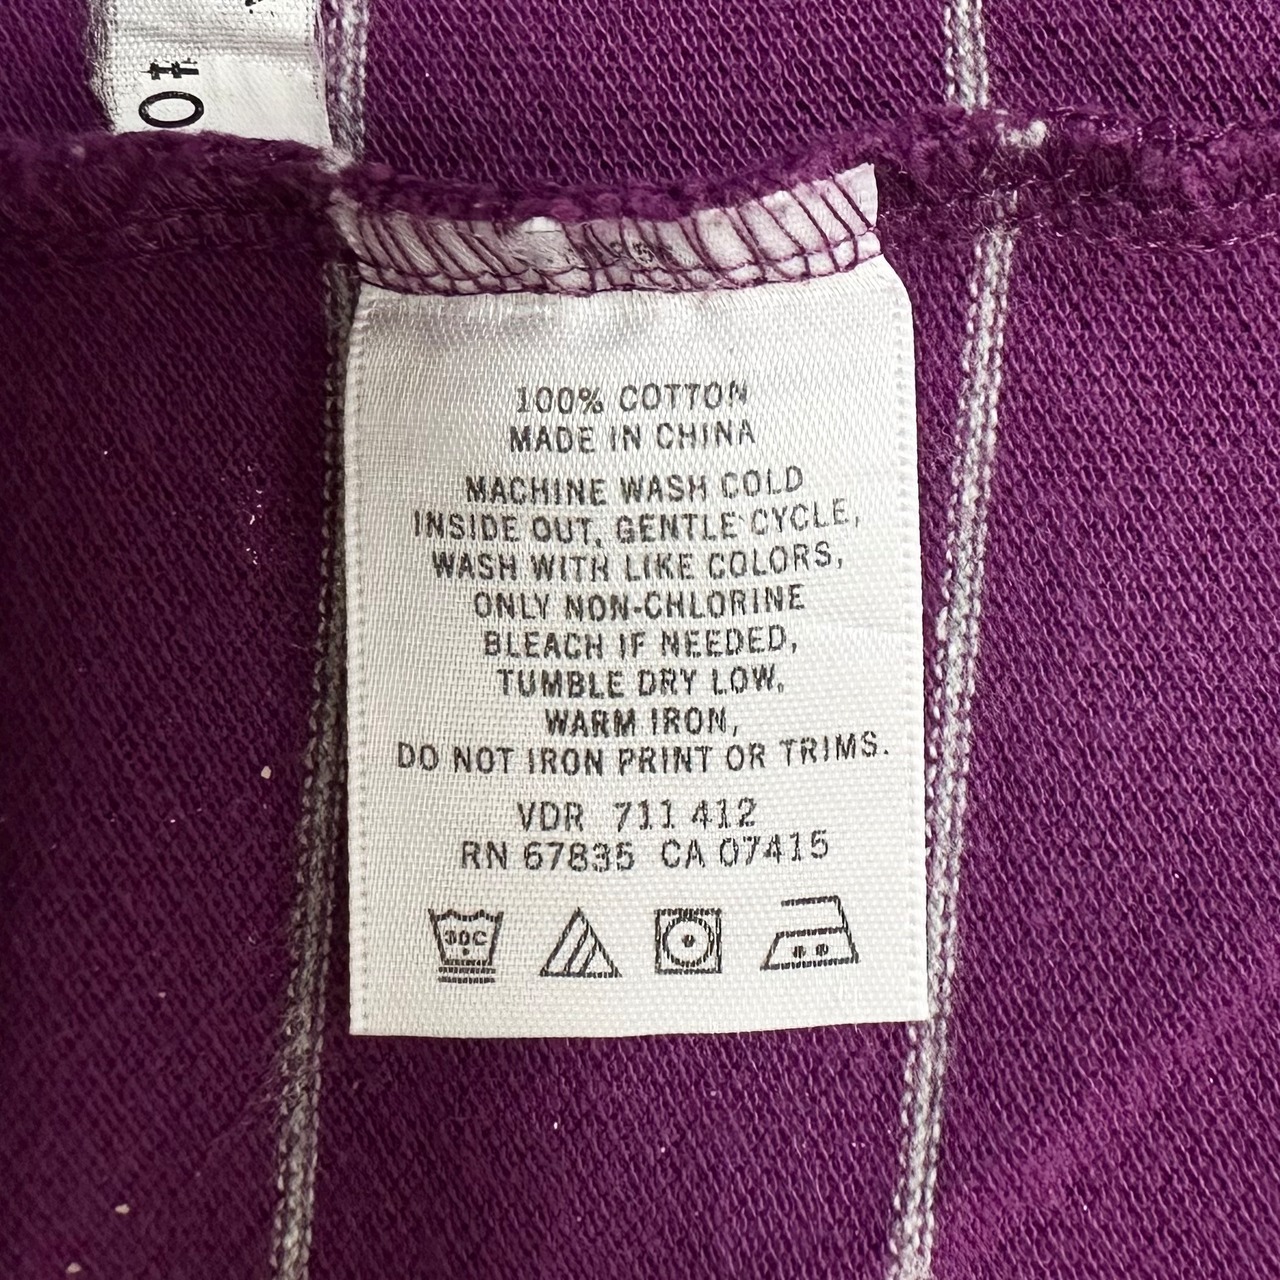 100% COTTON
MADE IN CHINA
MACHINE WASH COLD
INSIDE OUT, GENTLE CYCLE,
WASH WITH LIKE COLORS,
ONLY NON-CHLORINE
BLEACH IF NEEDED,
TUMBLE DRY LOW,
WARM IRON,
DO NOT IRON PRINT OR TRIMS.
VDR 711 412
RN 67835 CA 07415
30C